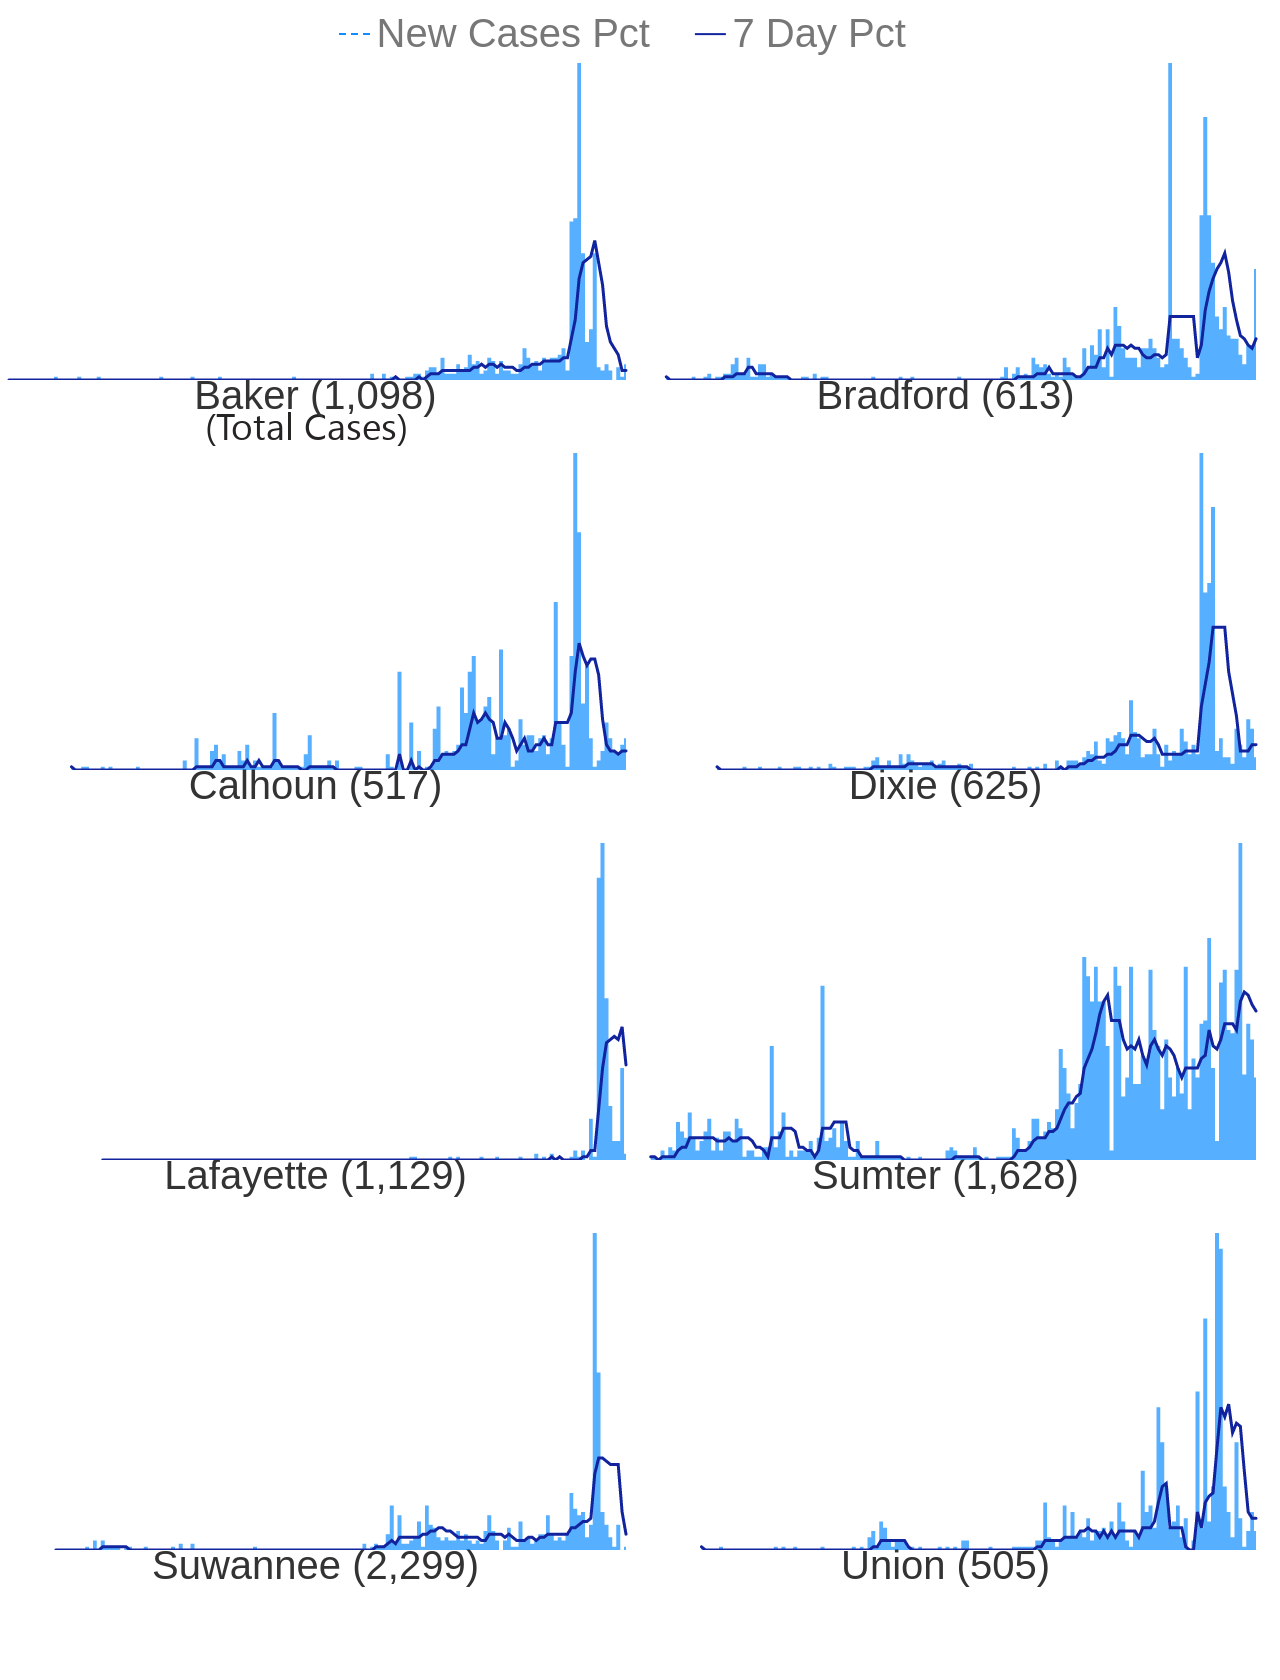 New Cases Pct 7 Day Pct
Baker (1,098) Bradford (613)
(Total Cases)
Calhoun (517) Dixie (625)
Lafayette (1,129) Sumter (1,628)
Suwannee (2,299) Union (505)